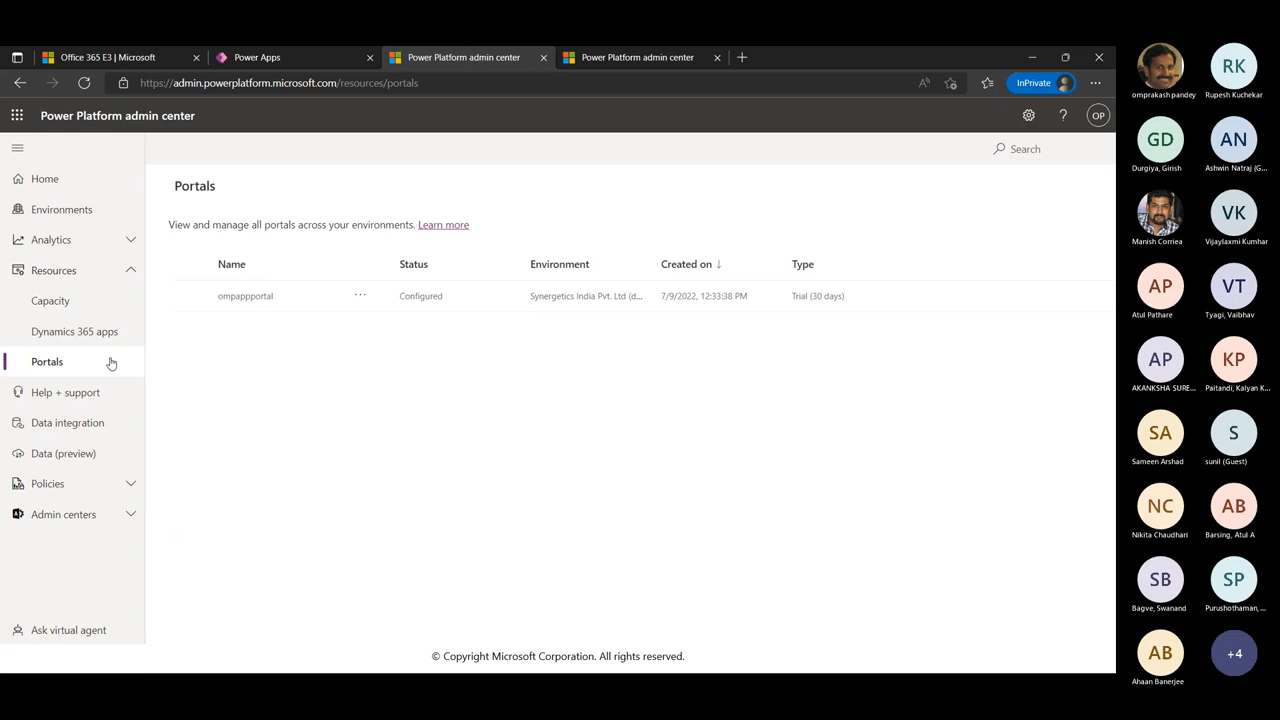 Office 365 E3 | Microsoft
Power Apps
Power Platform admin center
Power Platform admin center
https://admin.powerplatform.microsoft.com/resources/portals
InPrivate
Power Platform admin center
OP
Search
Home
Environments
Analytics
Resources
Capacity
Dynamics 365 apps
Portals
Help + support
Data integration
Data (preview)
Policies
Admin centers
Ask virtual agent
Portals
View and manage all portals across your environments. Learn more
Name Status Environment Created on ↓ Type
ompappportal ... Configured Synergetics India Pvt. Ltd (d... 7/9/2022, 12:33:38 PM Trial (30 days)
© Copyright Microsoft Corporation. All rights reserved.
RK
omprakash pandey Rupesh Kuchekar
GD AN
Durgiya, Girish Ashwin Natraj (G...
VK
Manish Corriea Vijaylaxmi Kumhar
AP VT
Atul Pathare Tyagi, Vaibhav
AP KP
AKANKSHA SURE... Paitandi, Kalyan K...
SA S
Sameen Arshad sunil (Guest)
NC AB
Nikita Chaudhari Barsing, Atul A
SB SP
Bagve, Swanand Purushothaman, ...
AB +4
Ahaan Banerjee